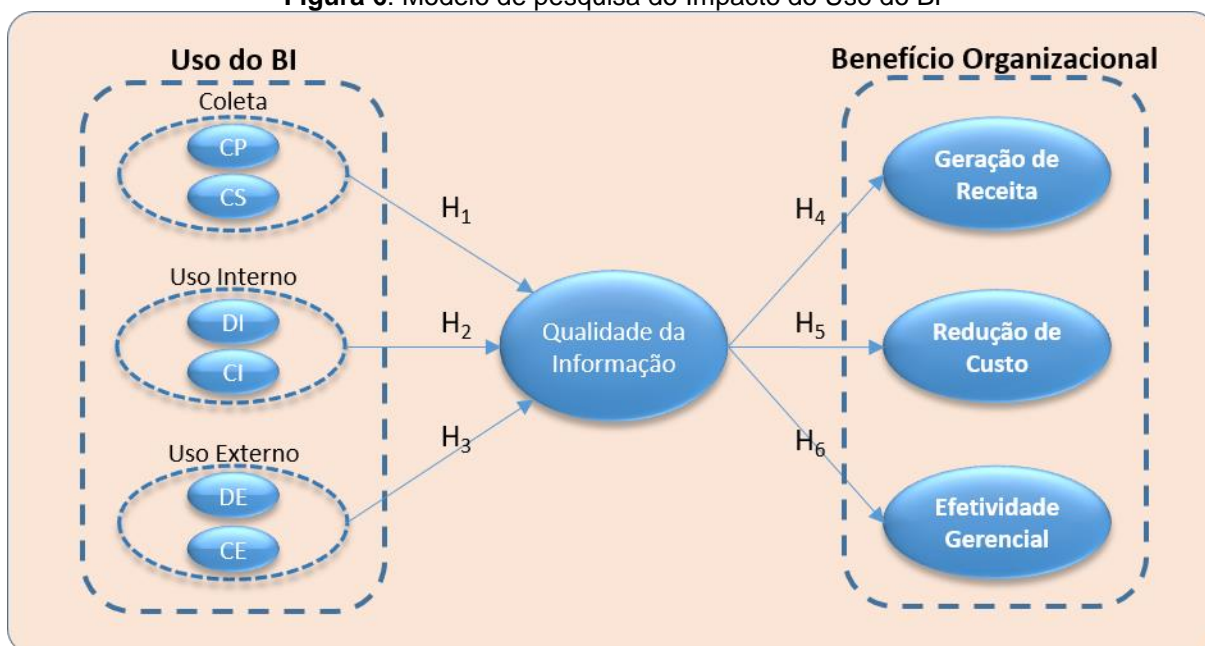 Figura 6. Modelo de pesquisa do Impacto do Uso do BI
Uso do BI
Coleta
CP
CS
Uso Interno
DI
CI
Uso Externo
DE
CE
H1
H2
H3
Qualidade da
Informação
H4
H5
H6
Benefício Organizacional
Geração de
Receita
Redução de
Custo
Efetividade
Gerencial